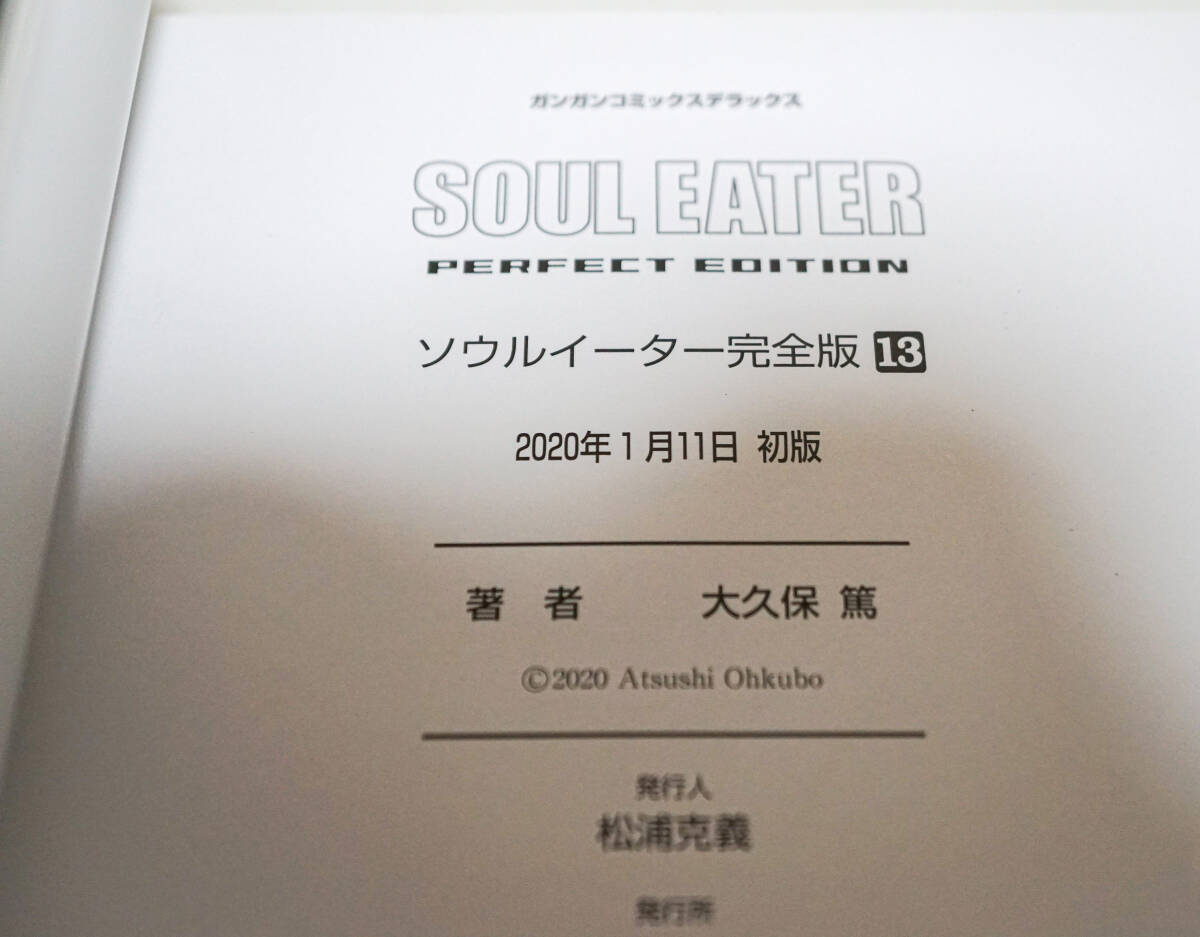 ガンガンコミックスデラックス
SOUL EATER
PERFECT EDITION
ソウルイーター完全版 13
2020年1月11日 初版
著 者 大久保 篤
©2020 Atsushi Ohkubo
発行人
松浦克義
発行所